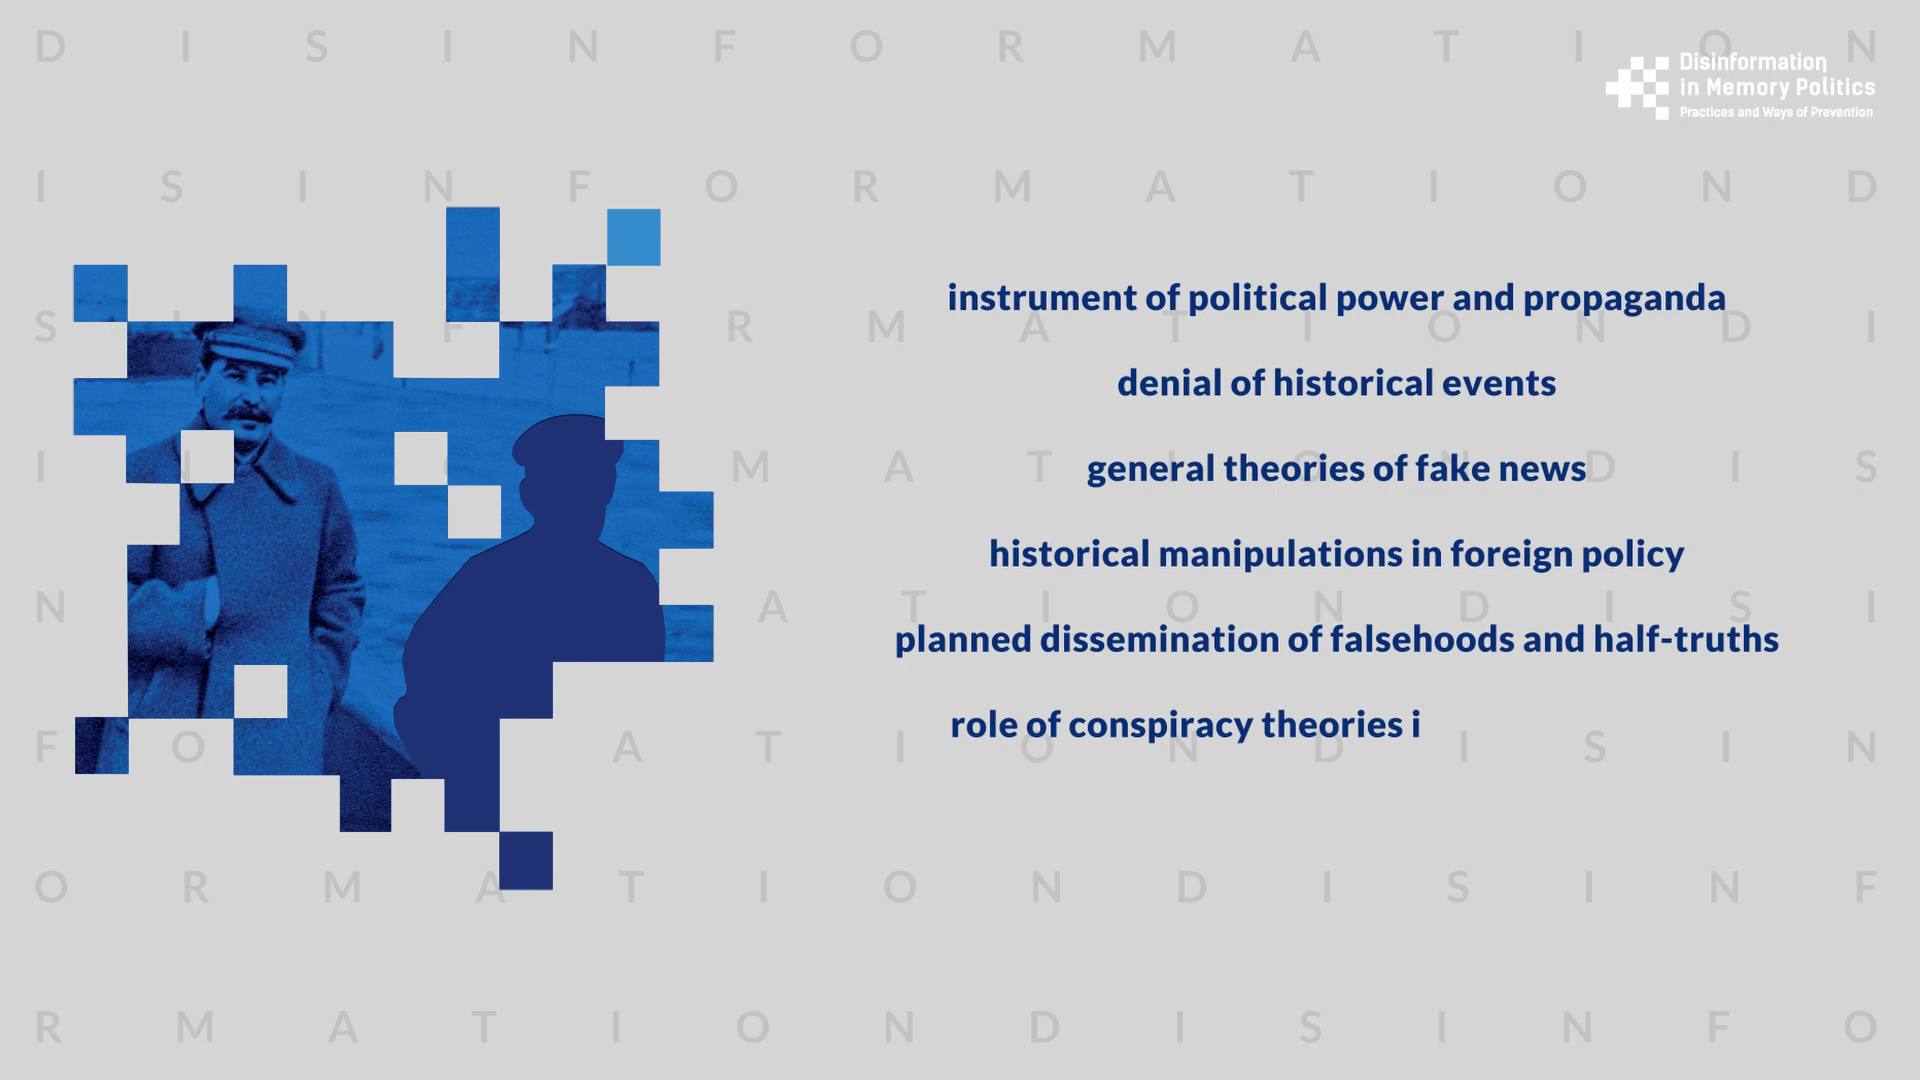 D I S I N F O R M A T I O N
Disinformation
in Memory Politics
Practices and Ways of Prevention
I S I N F O R M A T I O N D
instrument of political power and propaganda
S I N F R M A T I O N D I
denial of historical events
I N O M A T I O N D I S
general theories of fake news
historical manipulations in foreign policy
N A T I O N D I S I
planned dissemination of falsehoods and half-truths
role of conspiracy theories i
F O A T I O N D I S I N
O R M A T I O N D I S I N F
R M A T I O N D I S I N F O